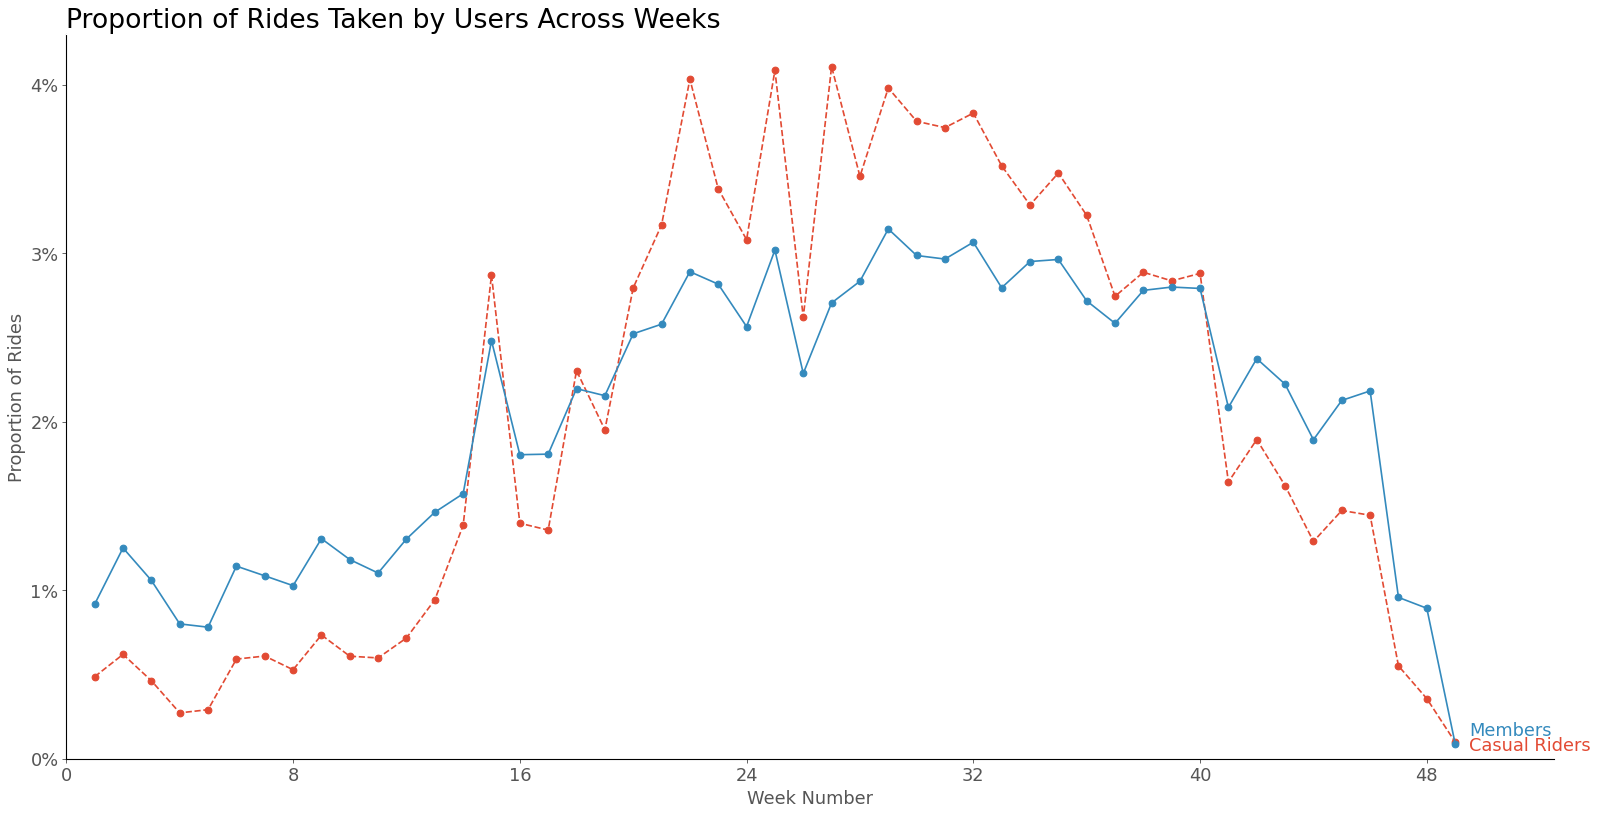 Proportion of Rides Taken by Users Across Weeks
4%
3%
2%
1%
0%
Proportion of Rides
0 8 16 24 32 40 48
Week Number
Members
Casual Riders